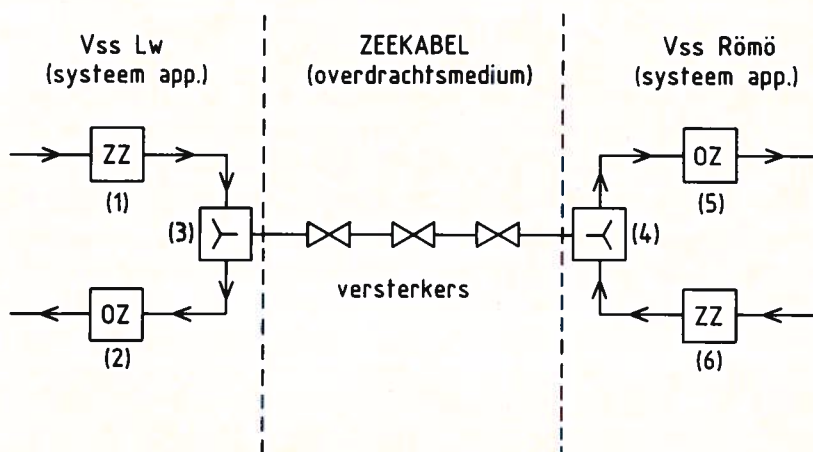 Vss Lw
(systeem app.)
ZEEKABEL
(overdrachtsmedium)
Vss Römö
(systeem app.)
ZZ
(1)
OZ
(5)
(3)
(4)
versterkers
OZ
(2)
ZZ
(6)